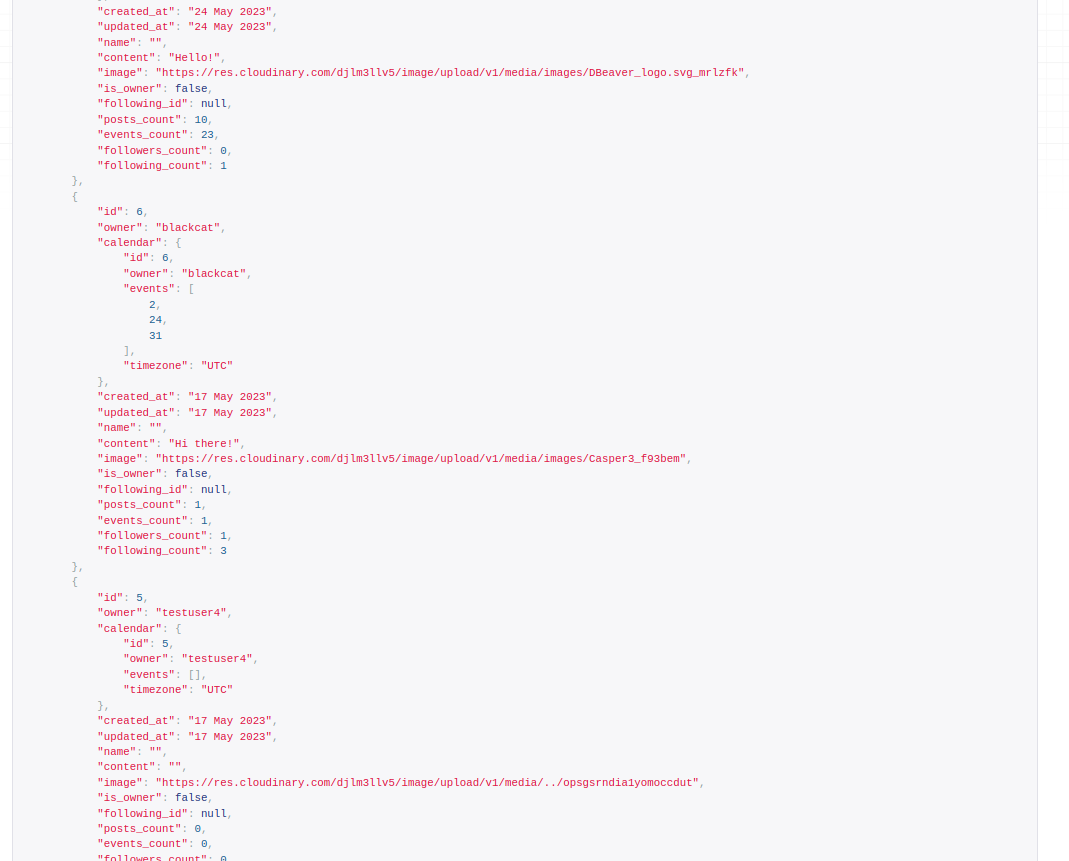 "created_at": "24 May 2023",
"updated_at": "24 May 2023",
"name": "",
"content": "Hello!",
"image": "https://res.cloudinary.com/djlm3llv5/image/upload/v1/media/images/DBeaver_logo.svg_mrlzfk",
"is_owner": false,
"following_id": null,
"posts_count": 10,
"events_count": 23,
"followers_count": 0,
"following_count": 1
},
{
"id": 6,
"owner": "blackcat",
"calendar": {
"id": 6,
"owner": "blackcat",
"events": [
2,
24,
31
],
"timezone": "UTC"
},
"created_at": "17 May 2023",
"updated_at": "17 May 2023",
"name": "",
"content": "Hi there!",
"image": "https://res.cloudinary.com/djlm3llv5/image/upload/v1/media/images/Casper3_f93bem",
"is_owner": false,
"following_id": null,
"posts_count": 1,
"events_count": 1,
"followers_count": 1,
"following_count": 3
},
{
"id": 5,
"owner": "testuser4",
"calendar": {
"id": 5,
"owner": "testuser4",
"events": [],
"timezone": "UTC"
},
"created_at": "17 May 2023",
"updated_at": "17 May 2023",
"name": "",
"content": "",
"image": "https://res.cloudinary.com/djlm3llv5/image/upload/v1/media/../opsgsrndia1yomoccdut",
"is_owner": false,
"following_id": null,
"posts_count": 0,
"events_count": 0,
"followers_count": 0